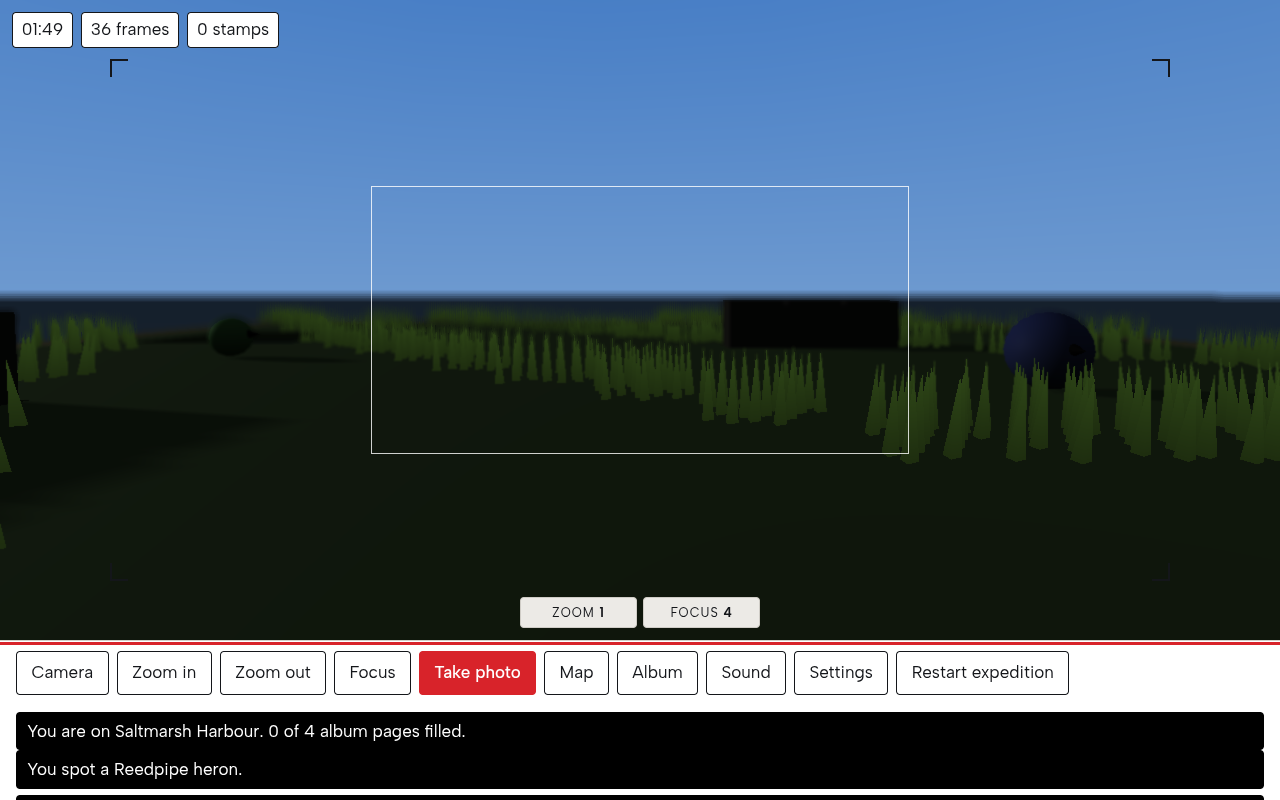 01:49 36 frames 0 stamps
ZOOM 1 FOCUS 4
Camera Zoom in Zoom out Focus Take photo Map Album Sound Settings Restart expedition
You are on Saltmarsh Harbour. 0 of 4 album pages filled.
You spot a Reedpipe heron.